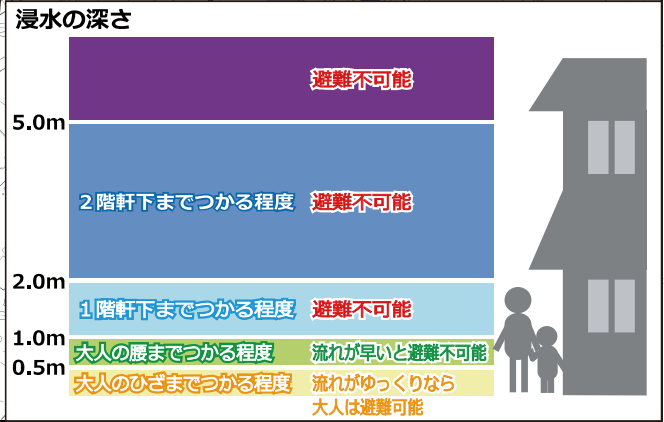 浸水の深さ
避難不可能
5.0m
2階軒下までつかる程度 避難不可能
2.0m
1階軒下までつかる程度 避難不可能
1.0m
大人の腰までつかる程度 流れが早いと避難不可能
0.5m
大人のひざまでつかる程度 流れがゆっくりなら
大人は避難可能